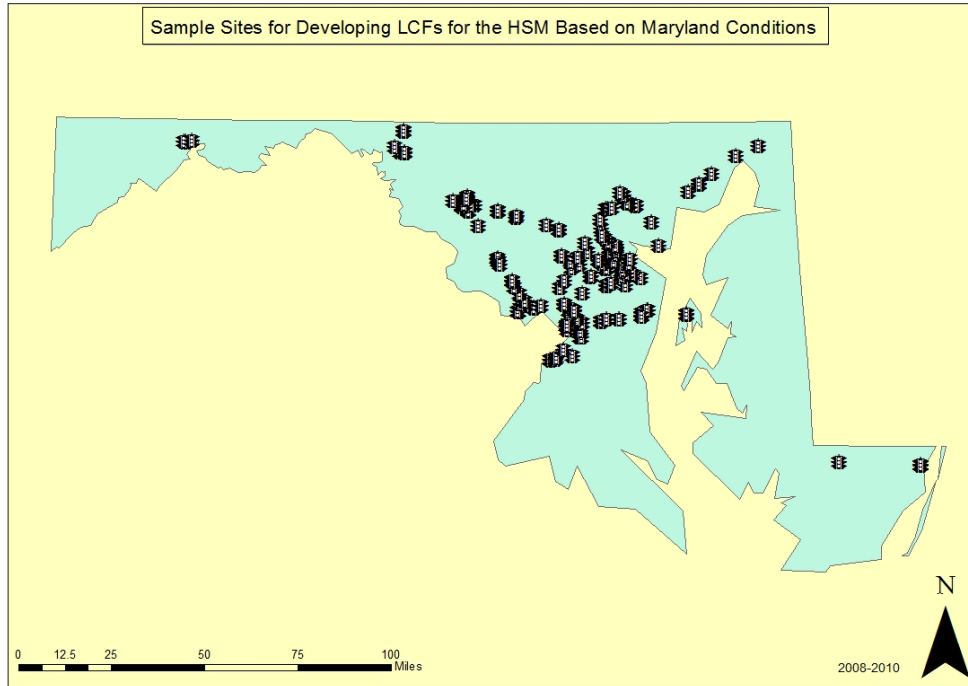 Sample Sites for Developing LCFs for the HSM Based on Maryland Conditions
N
0 12.5 25 50 75 100
Miles
2008-2010